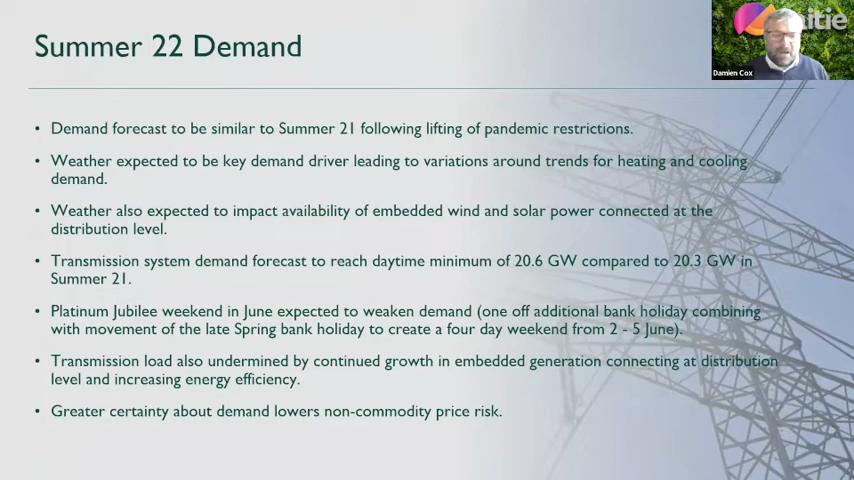 Summer 22 Demand
itie
Damien Cox
• Demand forecast to be similar to Summer 21 following lifting of pandemic restrictions.
• Weather expected to be key demand driver leading to variations around trends for heating and cooling
demand.
• Weather also expected to impact availability of embedded wind and solar power connected at the
distribution level.
• Transmission system demand forecast to reach daytime minimum of 20.6 GW compared to 20.3 GW in
Summer 21.
• Platinum Jubilee weekend in June expected to weaken demand (one off additional bank holiday combining
with movement of the late Spring bank holiday to create a four day weekend from 2 - 5 June).
• Transmission load also undermined by continued growth in embedded generation connecting at distribution
level and increasing energy efficiency.
• Greater certainty about demand lowers non-commodity price risk.